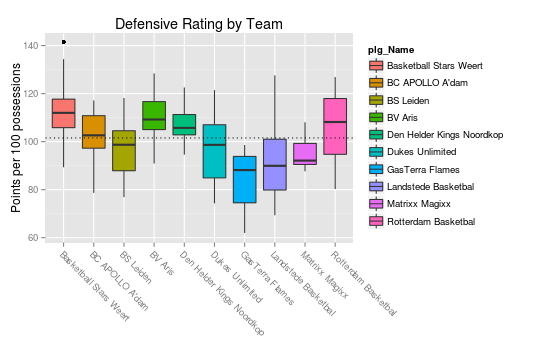 Defensive Rating by Team
Points per 100 possessions
140
120
100
80
60
Basketball Stars Weert
BC APOLLO A'dam
BS Leiden
BV Aris
Den Helder Kings Noordkop
Dukes Unlimited
GasTerra Flames
Landstede Basketbal
Matrixx Magixx
Rotterdam Basketbal
plg_Name
Basketball Stars Weert
BC APOLLO A'dam
BS Leiden
BV Aris
Den Helder Kings Noordkop
Dukes Unlimited
GasTerra Flames
Landstede Basketbal
Matrixx Magixx
Rotterdam Basketbal